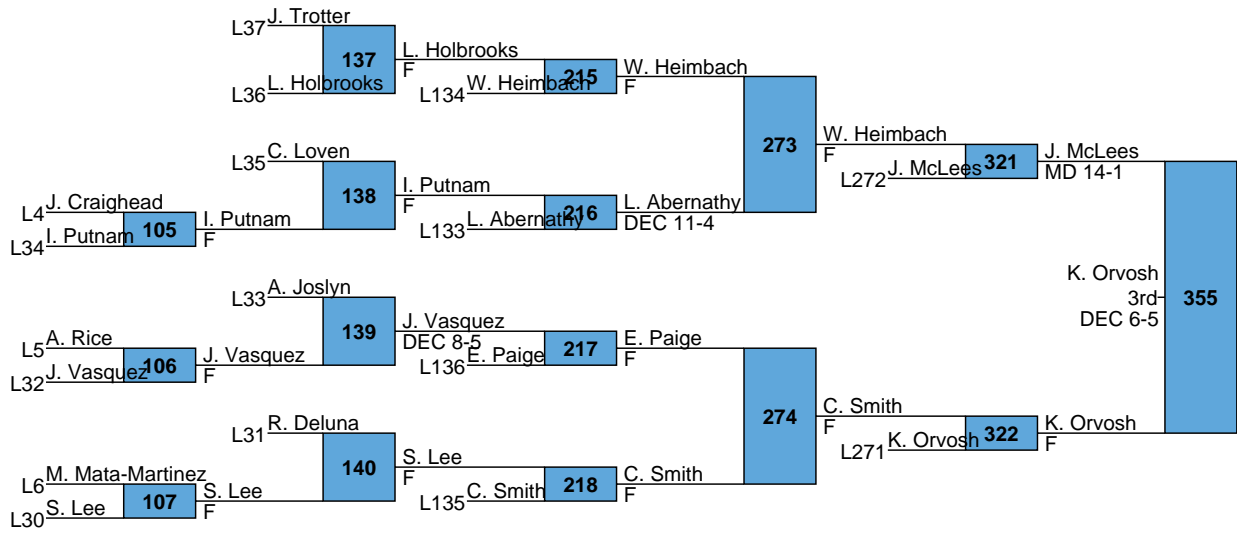 J. Trotter
L37
137
L. Holbrooks
F
L. Holbrooks
L36
W. Heimbach
L134
215
W. Heimbach
F
273
W. Heimbach
F
J. McLees
L272
321
J. McLees
MD 14-1
C. Loven
L35
138
I. Putnam
F
J. Craighead
L4
105
I. Putnam
F
I. Putnam
L34
L. Abernathy
L133
216
L. Abernathy
DEC 11-4
K. Orvosh
3rd
DEC 6-5
355
A. Joslyn
L33
139
J. Vasquez
DEC 8-5
A. Rice
L5
106
J. Vasquez
F
J. Vasquez
L32
E. Paige
L136
217
E. Paige
F
274
C. Smith
F
K. Orvosh
L271
322
K. Orvosh
F
R. Deluna
L31
140
S. Lee
F
M. Mata-Martinez
L6
107
S. Lee
F
S. Lee
L30
C. Smith
L135
218
C. Smith
F